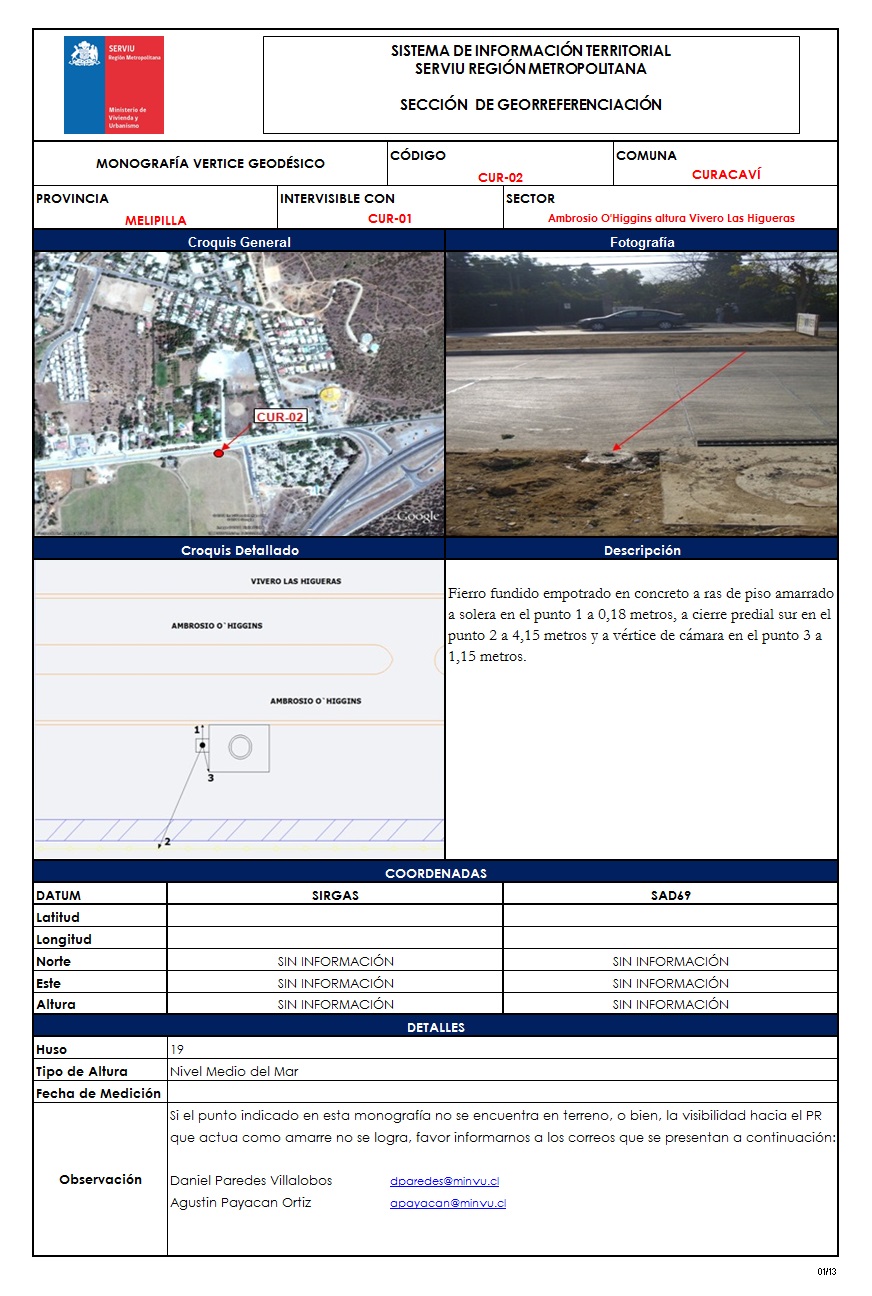 SERVIU
Región Metropolitana
Ministerio de
Vivienda y
Urbanismo
SISTEMA DE INFORMACIÓN TERRITORIAL
SERVIU REGIÓN METROPOLITANA
SECCIÓN DE GEORREFERENCIACIÓN
MONOGRAFÍA VERTICE GEODÉSICO
CÓDIGO
CUR-02
COMUNA
CURACAVÍ
PROVINCIA
MELIPILLA
INTERVISIBLE CON
CUR-01
SECTOR
Ambrosio O'Higgins altura Vivero Las Higueras
Croquis General
Fotografía
CUR-02
Google
Croquis Detallado
Descripción
VIVERO LAS HIGUERAS
AMBROSIO O`HIGGINS
AMBROSIO O`HIGGINS
1
3
2
Fierro fundido empotrado en concreto a ras de piso amarrado
a solera en el punto 1 a 0,18 metros, a cierre predial sur en el
punto 2 a 4,15 metros y a vértice de cámara en el punto 3 a
1,15 metros.
COORDENADAS
DATUM SIRGAS SAD69
Latitud
Longitud
Norte SIN INFORMACIÓN SIN INFORMACIÓN
Este SIN INFORMACIÓN SIN INFORMACIÓN
Altura SIN INFORMACIÓN SIN INFORMACIÓN
DETALLES
Huso 19
Tipo de Altura Nivel Medio del Mar
Fecha de Medición
Observación
Si el punto indicado en esta monografía no se encuentra en terreno, o bien, la visibilidad hacia el PR
que actua como amarre no se logra, favor informarnos a los correos que se presentan a continuación:
Daniel Paredes Villalobos dparedes@minvu.cl
Agustin Payacan Ortiz apayacan@minvu.cl
01/13